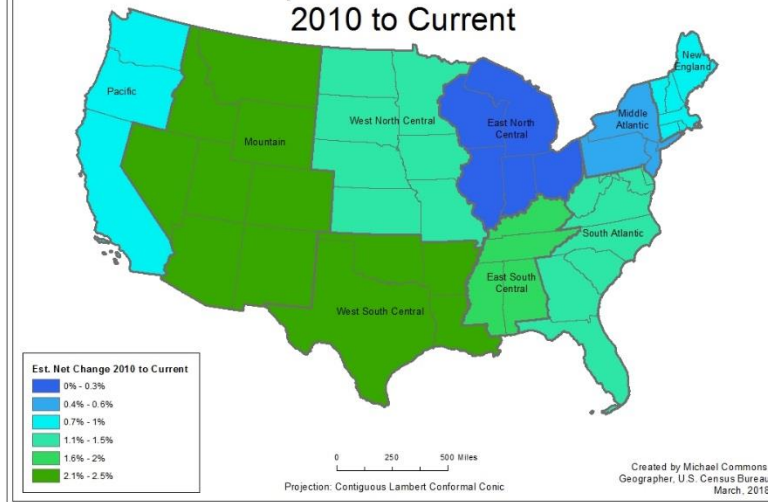 2010 to Current
New
England
Pacific
Middle
Atlantic
West North Central
East North
Central
Mountain
South Atlantic
East South
Central
West South Central
Est. Net Change 2010 to Current
0% - 0.3%
0.4% - 0.6%
0.7% - 1%
1.1% - 1.5%
1.6% - 2%
2.1% - 2.5%
0 250 500 Miles
Projection: Contiguous Lambert Conformal Conic
Created by Michael Commons,
Geographer, U.S. Census Bureau
March, 2018